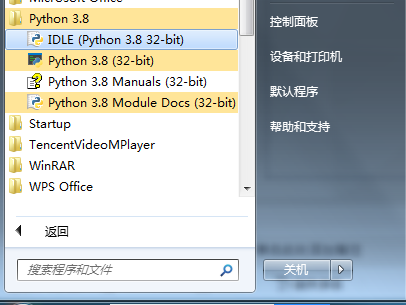 Microsoft Office
Python 3.8
IDLE (Python 3.8 32-bit)
Python 3.8 (32-bit)
Python 3.8 Manuals (32-bit)
Python 3.8 Module Docs (32-bit)
Startup
TencentVideoMPlayer
WinRAR
WPS Office
返回
搜索程序和文件
控制面板
设备和打印机
默认程序
帮助和支持
关机